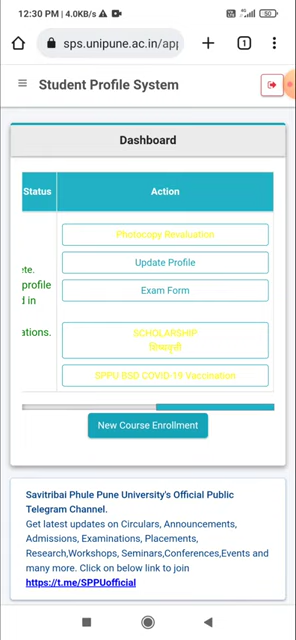 12:30 PM | 4.0KB/s
sps.unipune.ac.in/app
1
Student Profile System
Dashboard
Status
Action
Photocopy Revaluation
Update Profile
ete.
profile
Exam Form
d in
ations.
SCHOLARSHIP
शिष्यवृत्ती
SPPU BSD COVID-19 Vaccination
New Course Enrollment
Savitribai Phule Pune University's Official Public
Telegram Channel.
Get latest updates on Circulars, Announcements,
Admissions, Examinations, Placements,
Research,Workshops, Seminars,Conferences,Events and
many more. Click on below link to join
https://t.me/SPPUofficial